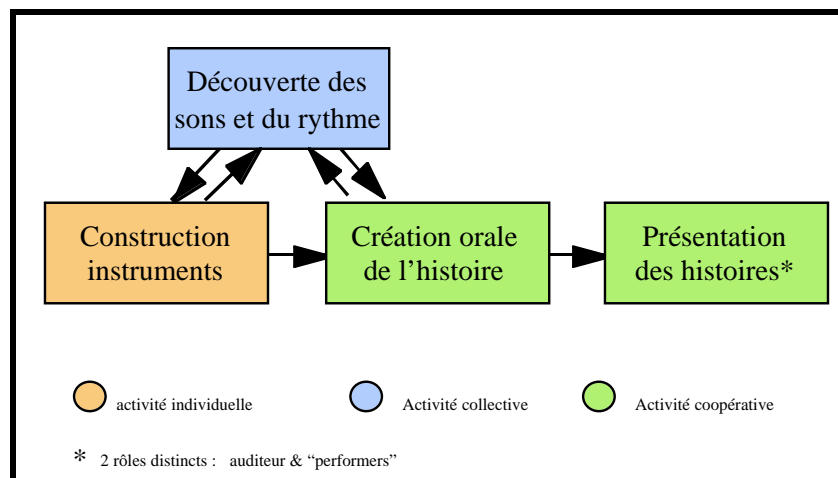 Découverte des
sons et du rythme
Construction
instruments
Création orale
de l’histoire
Présentation
des histoires*
activité individuelle
Activité collective
Activité coopérative
* 2 rôles distincts : auditeur & “performers”